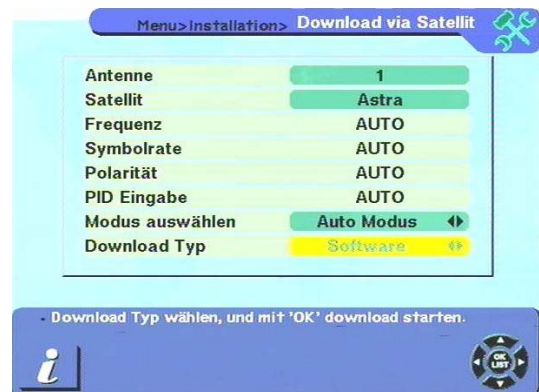 Menu>Installation> Download via Satellit
Antenne 1
Satellit Astra
Frequenz AUTO
Symbolrate AUTO
Polarität AUTO
PID Eingabe AUTO
Modus auswählen Auto Modus
Download Typ Software
- Download Typ wählen, und mit 'OK' download starten.
i
OK
LIST